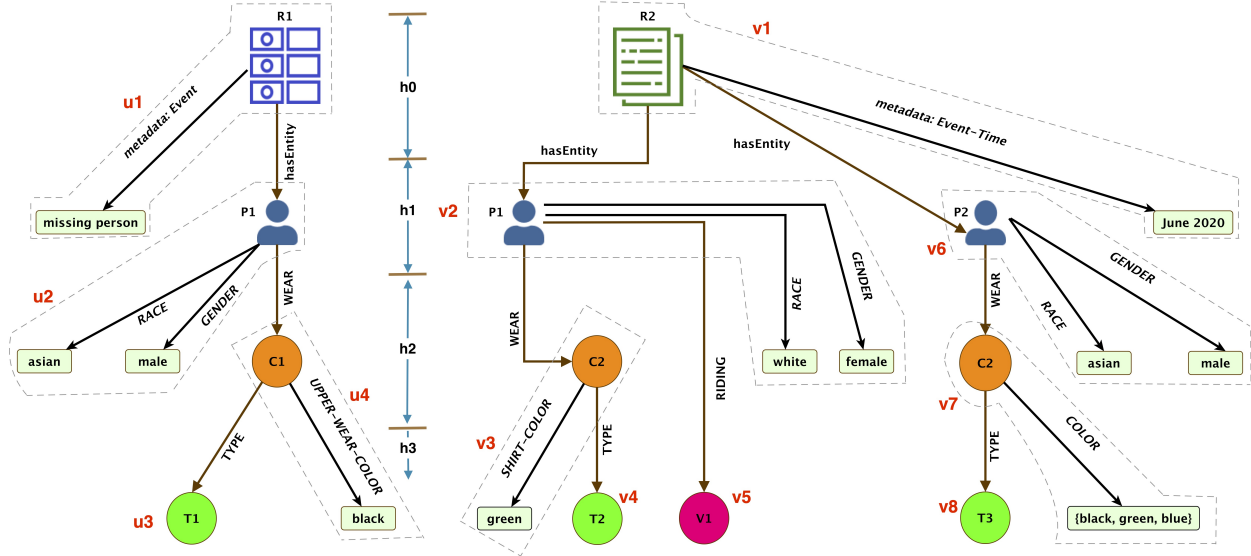 R1
R2
v1
h0
u1
metadata: Event
metadata: Event-Time
hasEntity
hasEntity
hasEntity
missing person
P1
h1
v2
P1
P2
June 2020
v6
u2
RACE
GENDER
WEAR
WEAR
RACE
GENDER
WEAR
RACE
GENDER
asian
male
C1
h2
C2
white
female
C2
asian
male
RIDING
u4
v7
TYPE
UPPER-WEAR-COLOR
h3
v3
SHIRT-COLOR
TYPE
TYPE
COLOR
u3
T1
black
green
v4
T2
v5
V1
v8
T3
{black, green, blue}